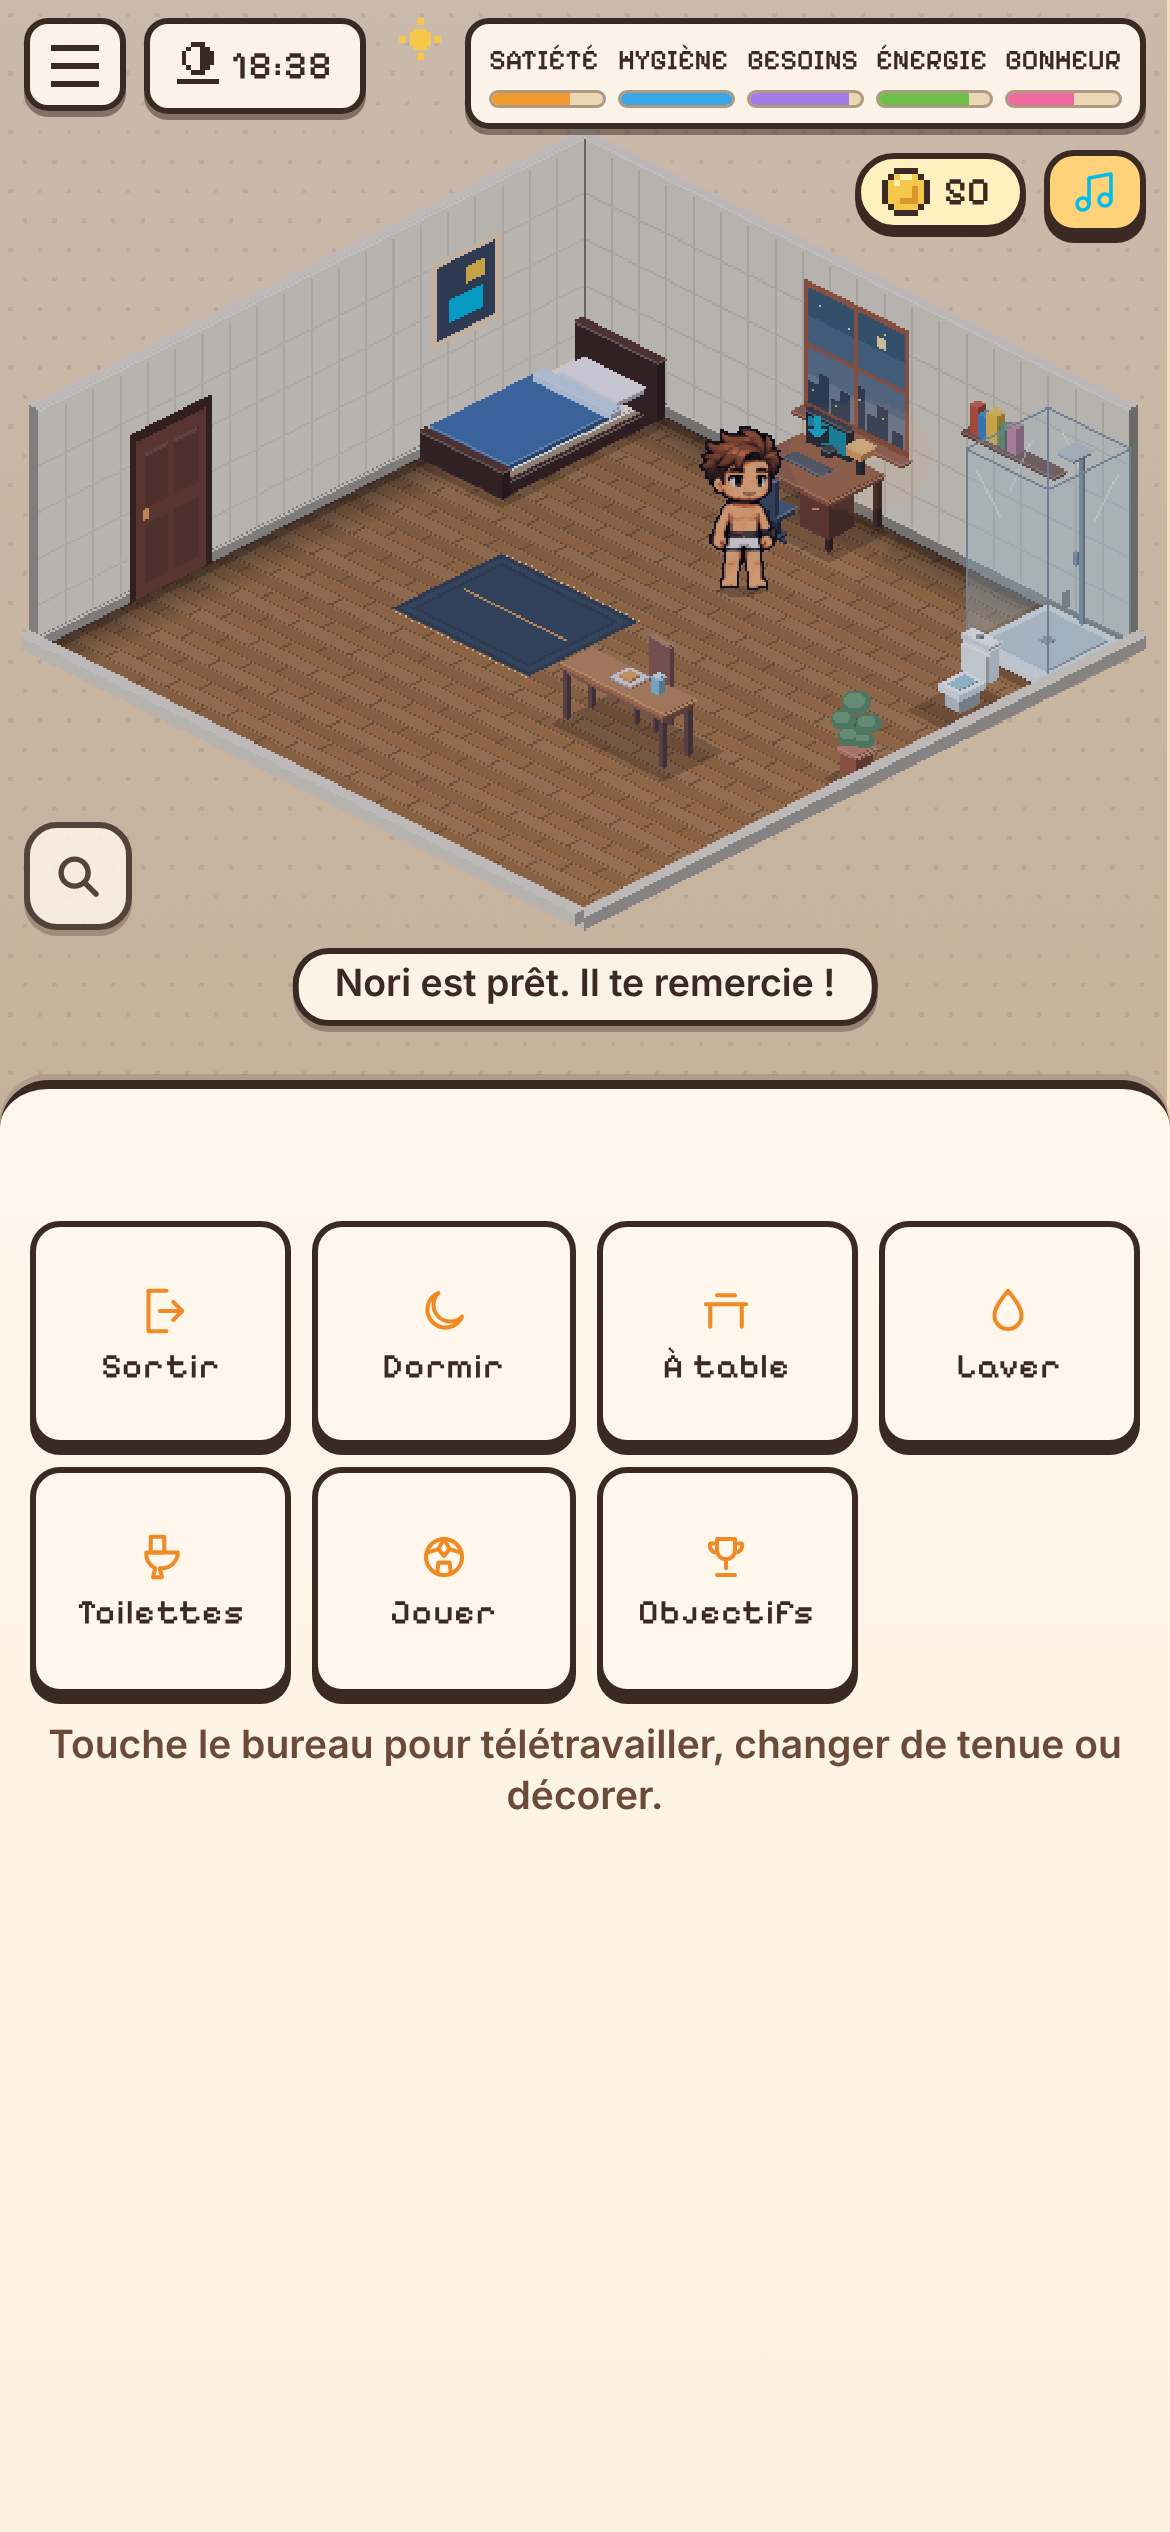 18:38
SATIÉTÉ HYGIÈNE BESOINS ÉNERGIE BONHEUR
50
Nori est prêt. Il te remercie !
Sortir
Dormir
À table
Laver
Toilettes
Jouer
Objectifs
Touche le bureau pour télétravailler, changer de tenue ou
décorer.